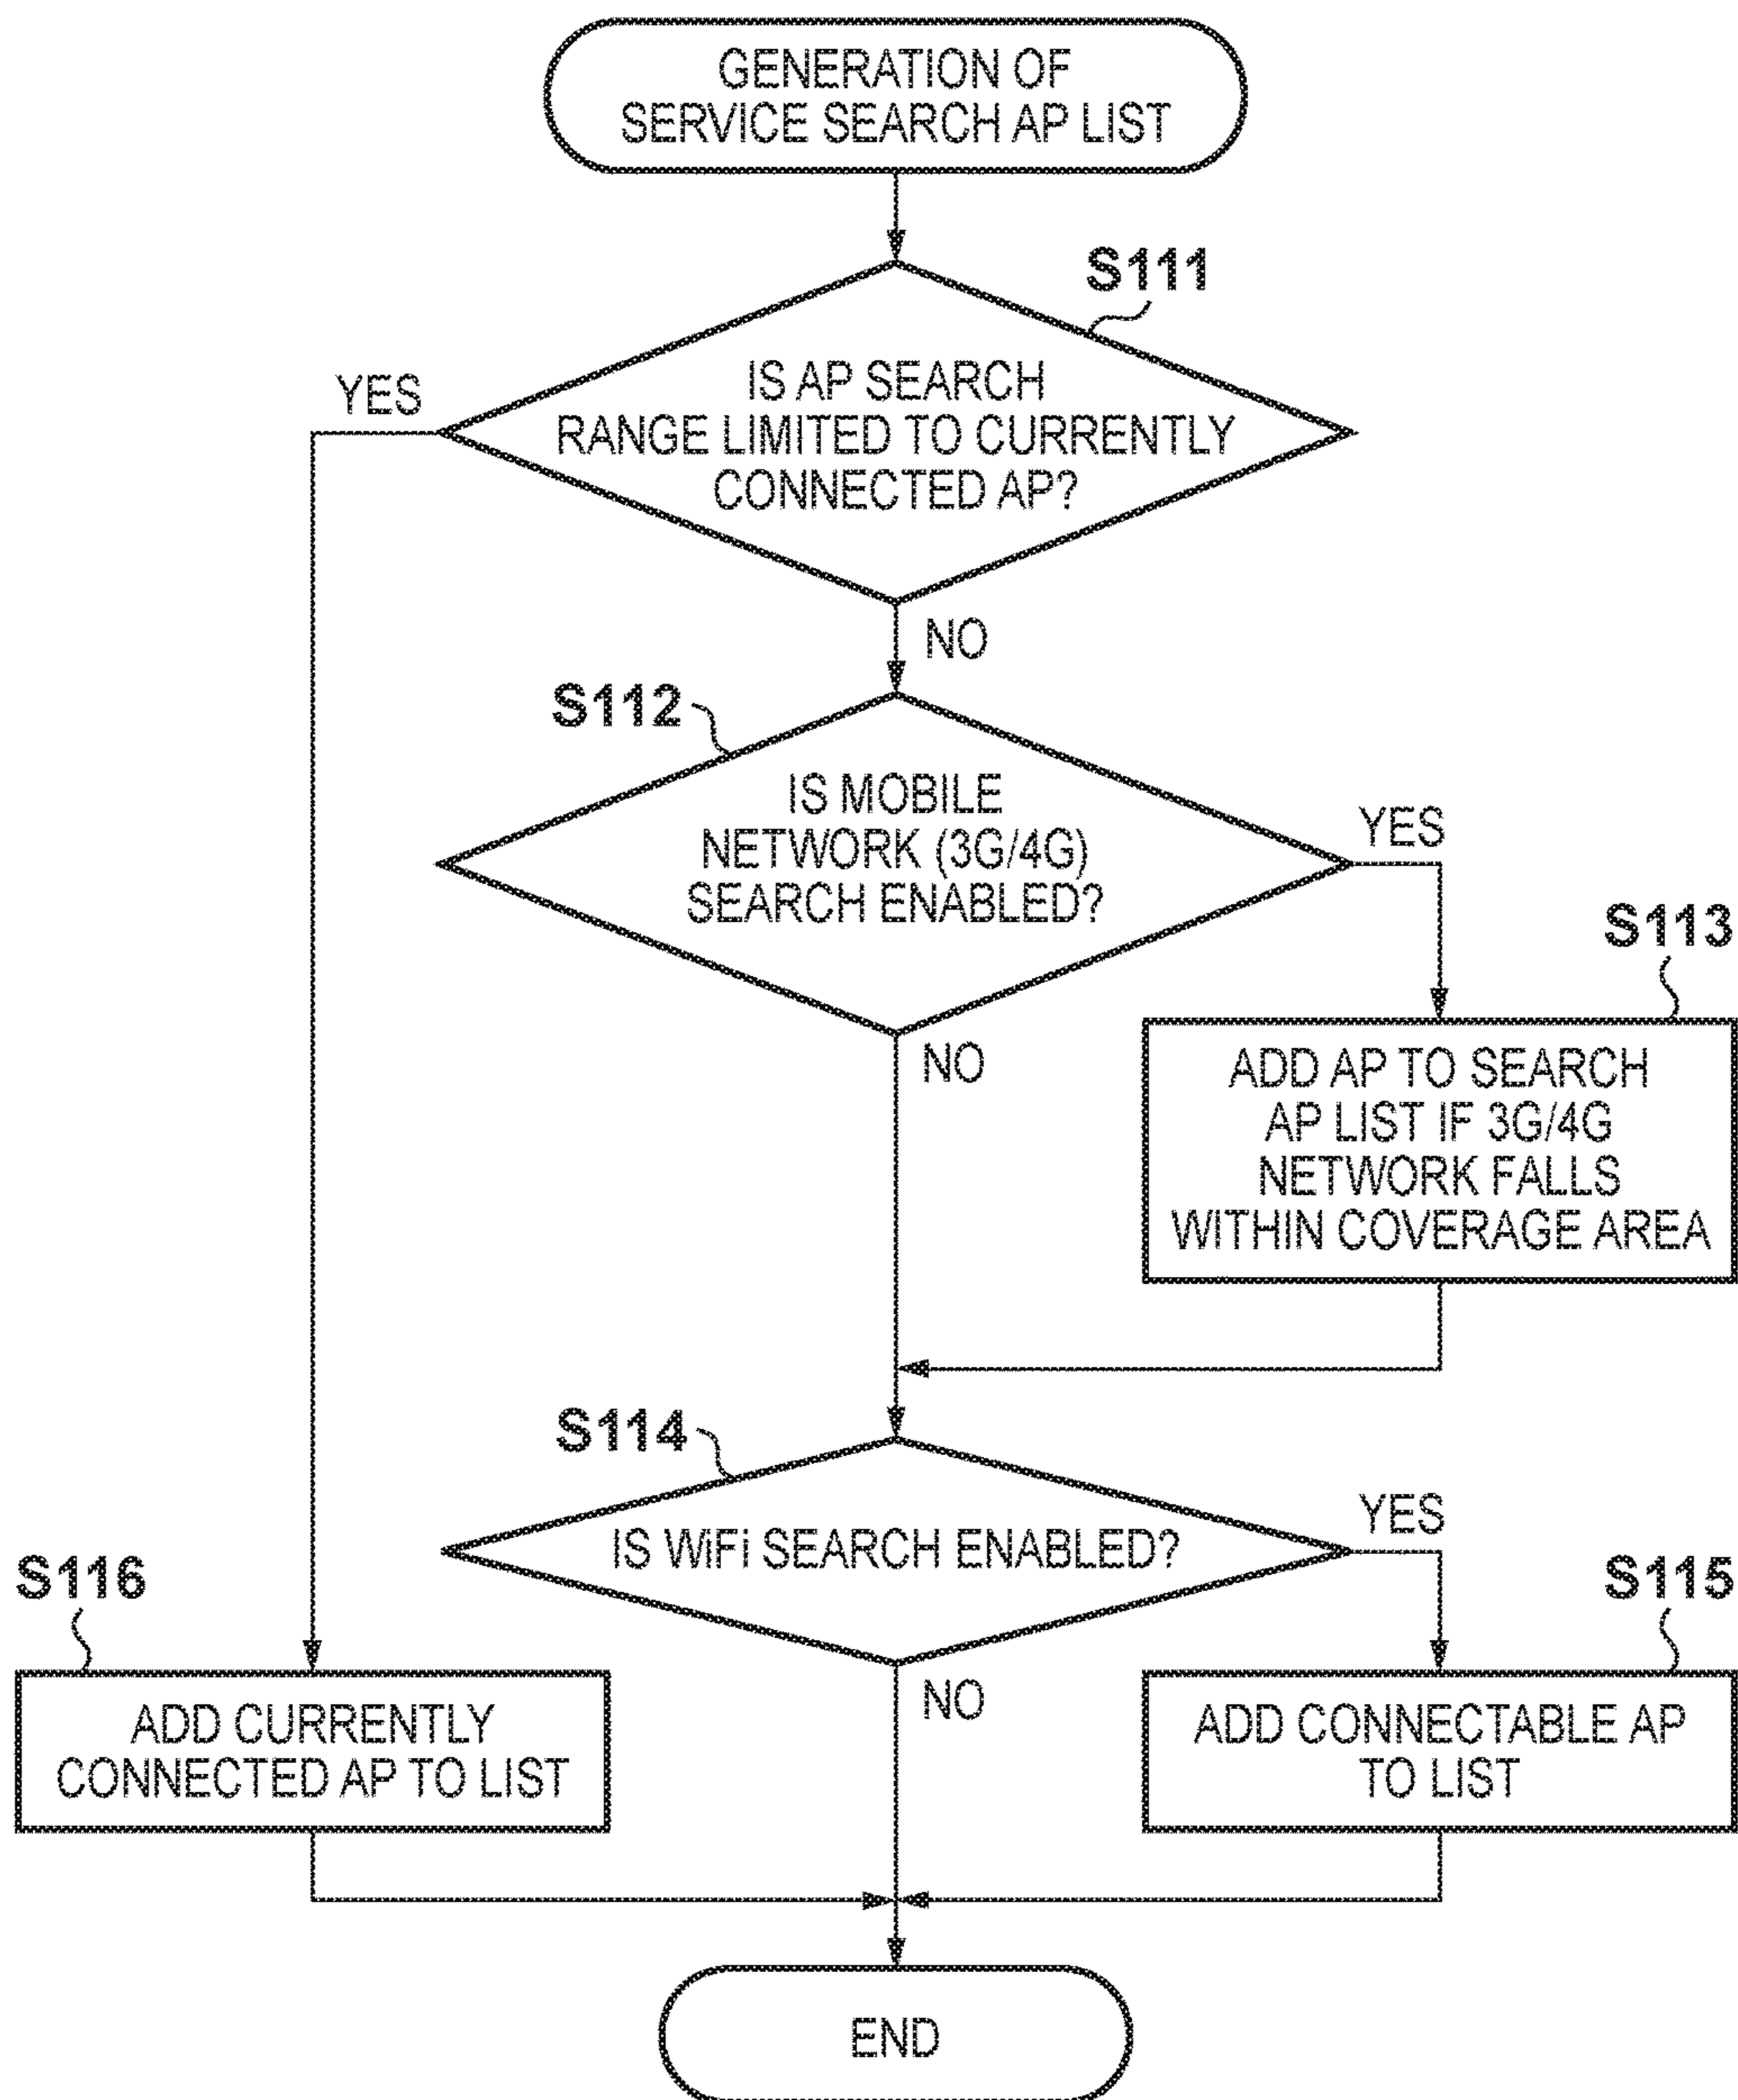 GENERATION OF
SERVICE SEARCH AP LIST
S111
IS AP SEARCH
RANGE LIMITED TO CURRENTLY
CONNECTED AP?
YES
NO
S112
IS MOBILE
NETWORK (3G/4G)
SEARCH ENABLED?
YES
NO
S113
ADD AP TO SEARCH
AP LIST IF 3G/4G
NETWORK FALLS
WITHIN COVERAGE AREA
S114
IS WiFi SEARCH ENABLED?
YES
NO
S116
ADD CURRENTLY
CONNECTED AP TO LIST
S115
ADD CONNECTABLE AP
TO LIST
END